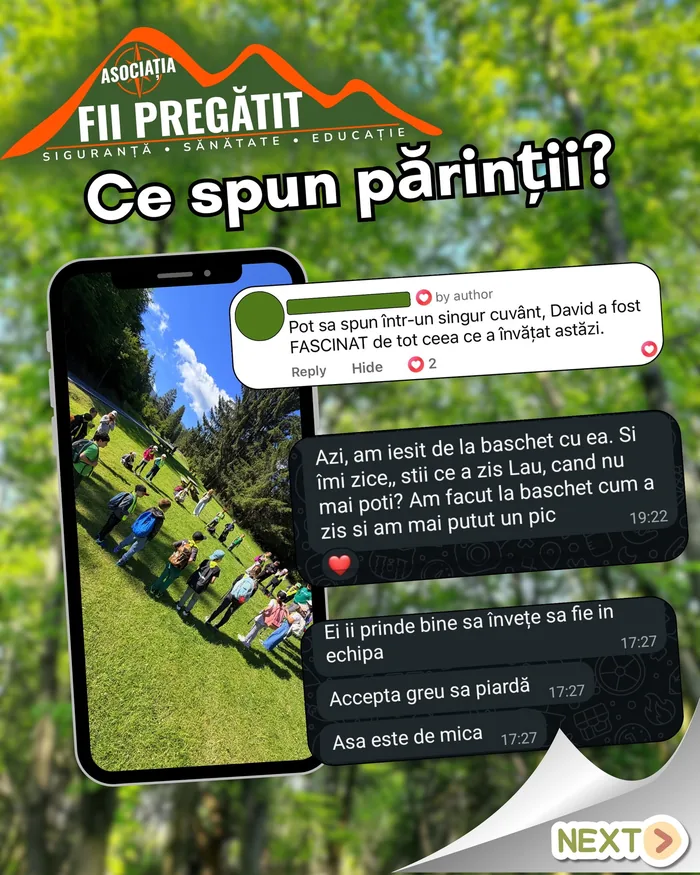 ASOCIAȚIA
FII PREGĂTIT
SIGURANȚĂ • SĂNĂTATE • EDUCAȚIE
Ce spun părinții?
by author
Pot sa spun într-un singur cuvânt, David a fost
FASCINAT de tot ceea ce a învățat astăzi.
Reply Hide 2
Azi, am iesit de la baschet cu ea. Si
îmi zice,, stii ce a zis Lau, cand nu
mai poti? Am facut la baschet cum a
zis si am mai putut un pic 19:22
Ei ii prinde bine sa învețe sa fie in
echipa 17:27
Accepta greu sa piardă 17:27
Asa este de mica 17:27
NEXT